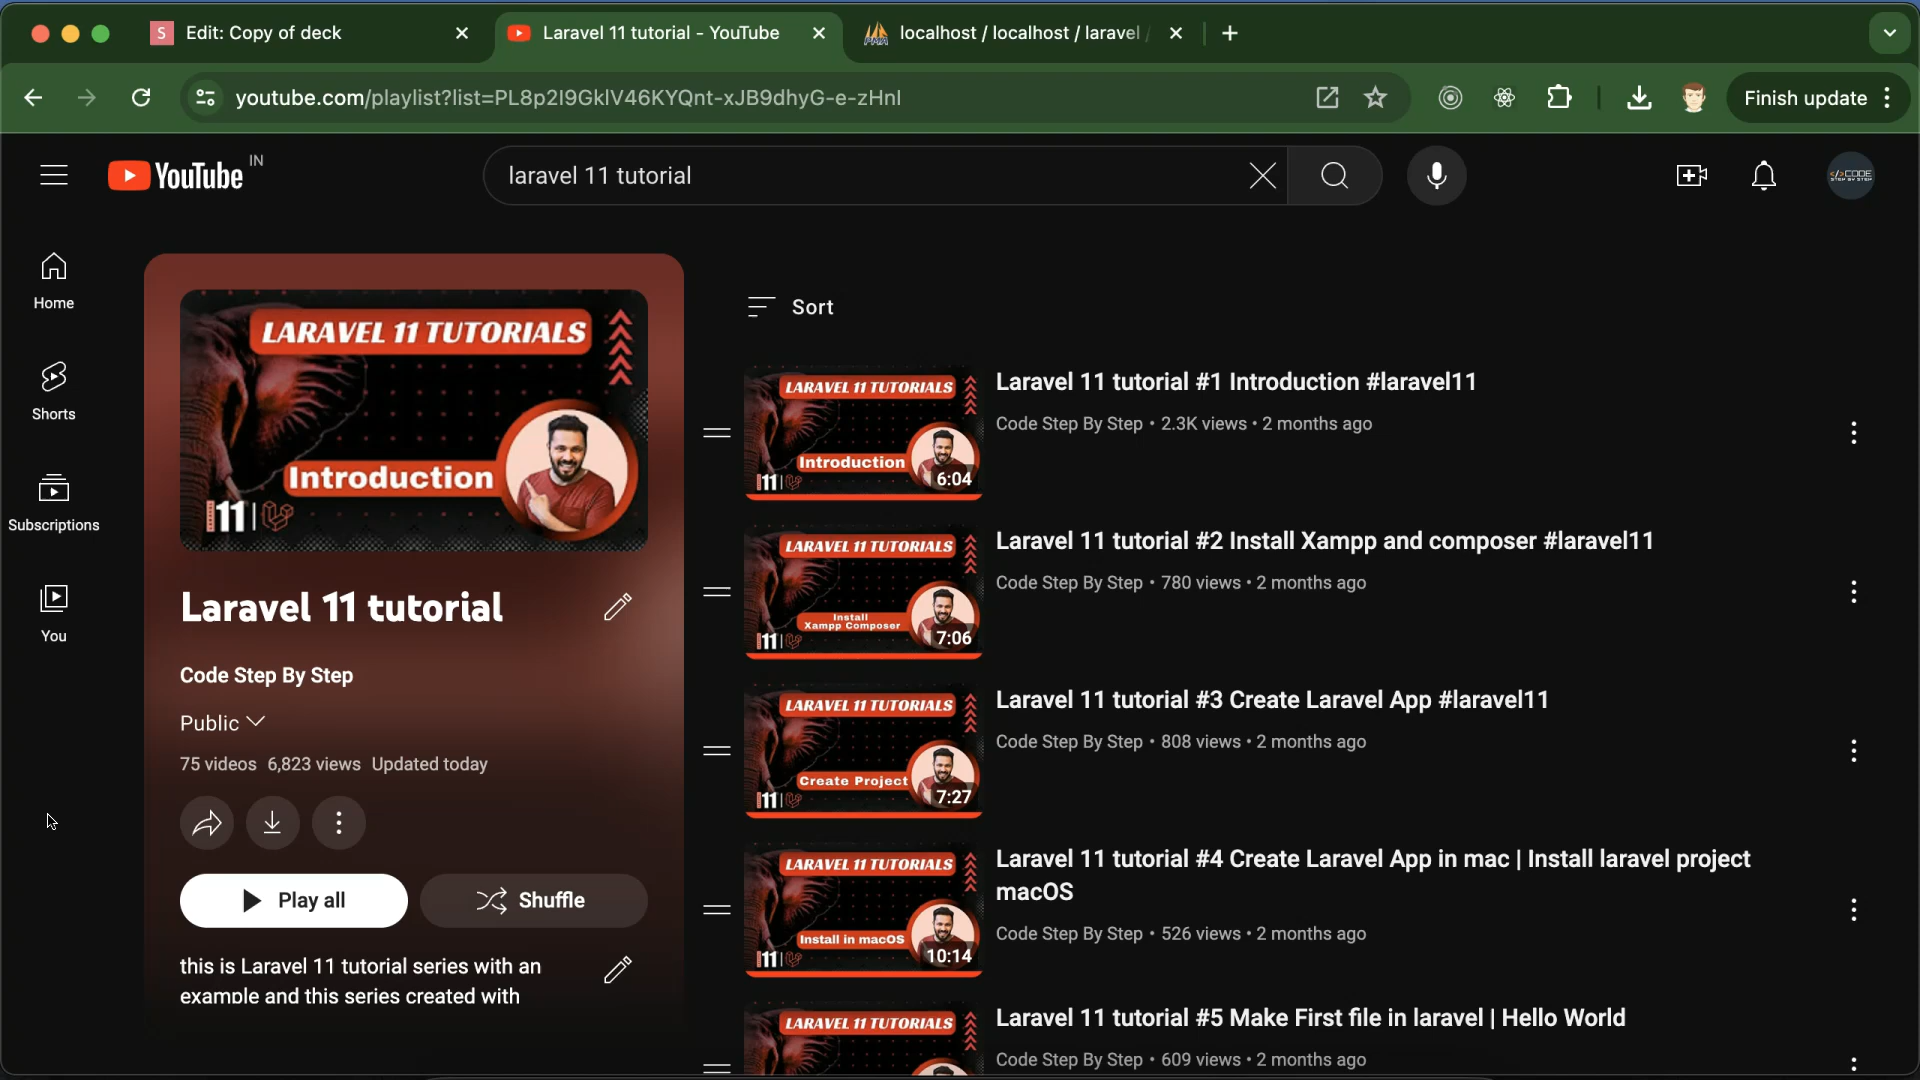 S Edit: Copy of deck
Laravel 11 tutorial - YouTube
localhost / localhost / laravel /
youtube.com/playlist?list=PL8p2I9GklV46KYQnt-xJB9dhyG-e-zHnI
Finish update
YouTube IN
laravel 11 tutorial
</>CODE
STEP BY STEP
Home
Shorts
Subscriptions
You
LARAVEL 11 TUTORIALS
Introduction
11
Laravel 11 tutorial
Code Step By Step
Public
75 videos 6,823 views Updated today
Play all
Shuffle
this is Laravel 11 tutorial series with an
example and this series created with
Sort
LARAVEL 11 TUTORIALS
Introduction
11
6:04
Laravel 11 tutorial #1 Introduction #laravel11
Code Step By Step • 2.3K views • 2 months ago
LARAVEL 11 TUTORIALS
Install
Xampp Composer
11
7:06
Laravel 11 tutorial #2 Install Xampp and composer #laravel11
Code Step By Step • 780 views • 2 months ago
LARAVEL 11 TUTORIALS
Create Project
11
7:27
Laravel 11 tutorial #3 Create Laravel App #laravel11
Code Step By Step • 808 views • 2 months ago
LARAVEL 11 TUTORIALS
Install in macOS
11
10:14
Laravel 11 tutorial #4 Create Laravel App in mac | Install laravel project
macOS
Code Step By Step • 526 views • 2 months ago
LARAVEL 11 TUTORIALS
Laravel 11 tutorial #5 Make First file in laravel | Hello World
Code Step By Step • 609 views • 2 months ago